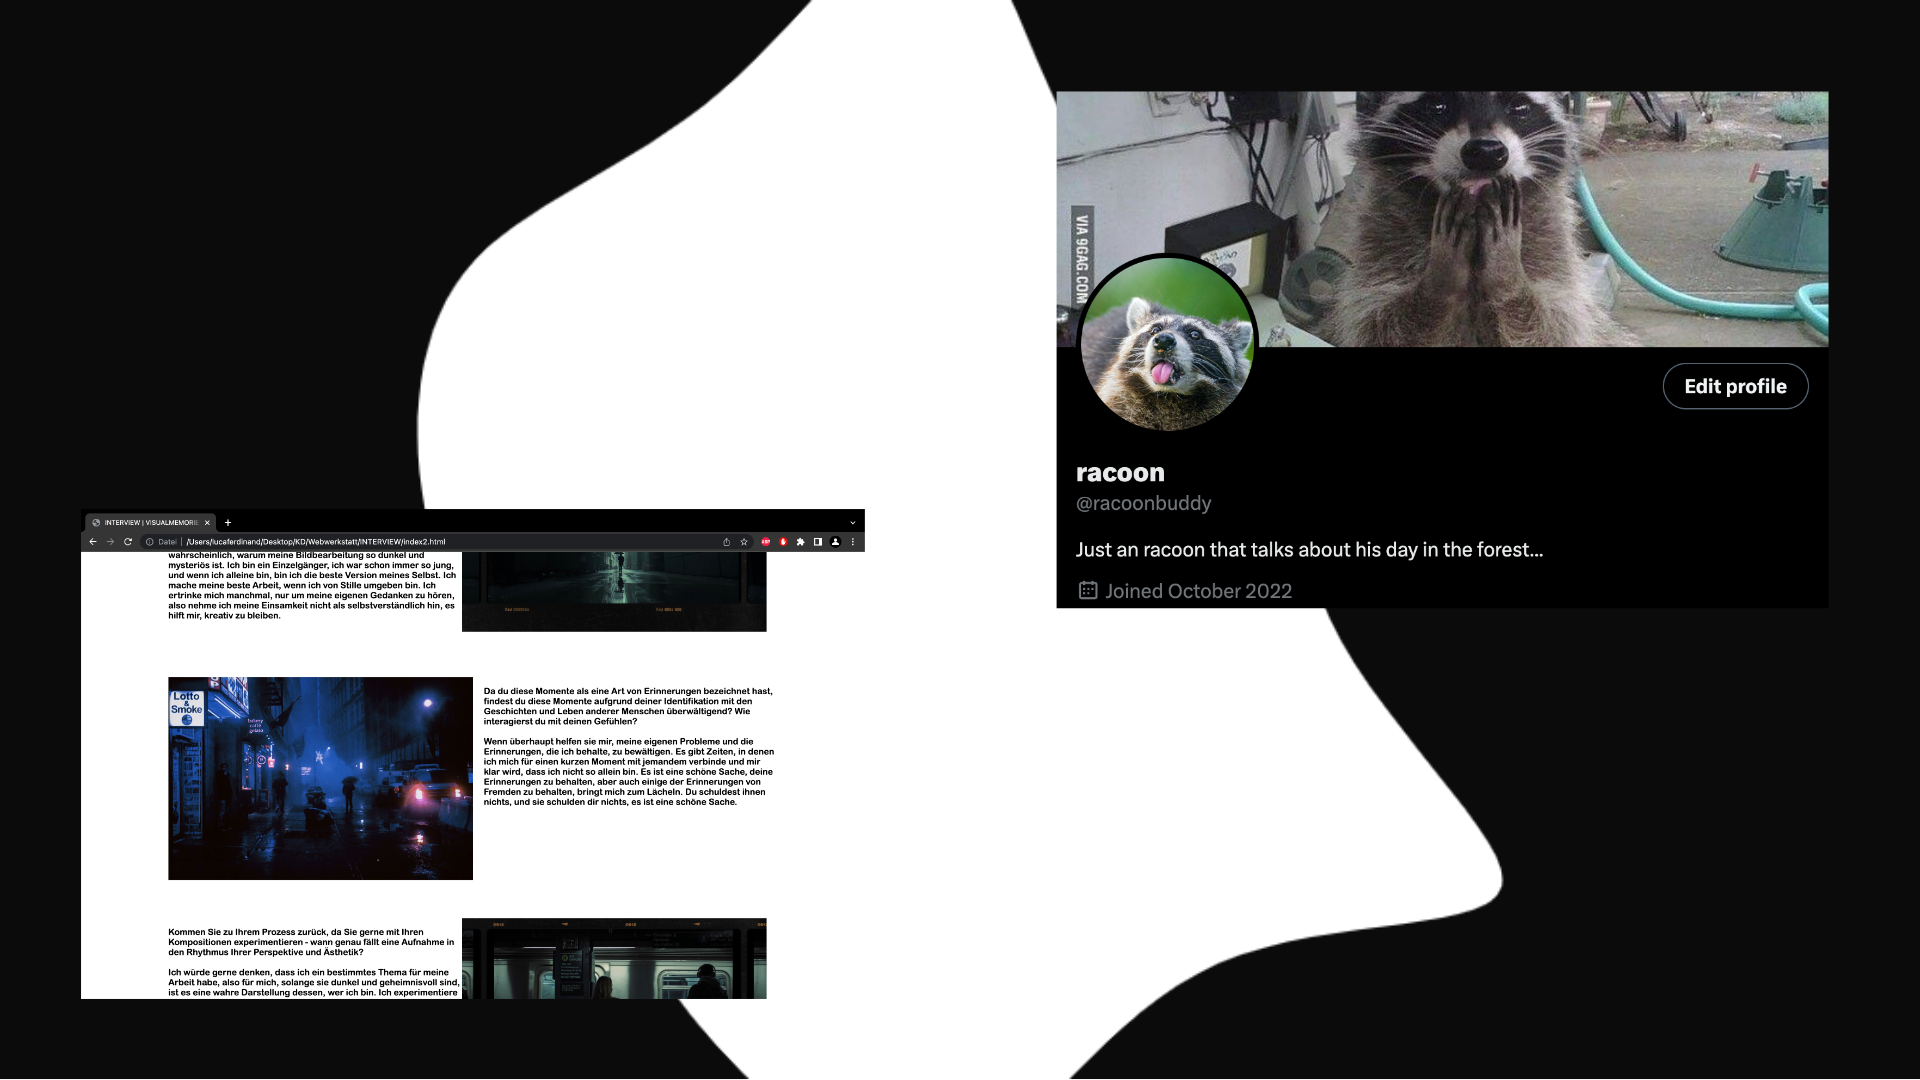 INTERVIEW | VISUALMEMORIE
Datei
/Users/lucaferdinand/Desktop/KD/Webwerkstatt/INTERVIEW/index2.html
ABP
wahrscheinlich, warum meine Bildbearbeitung so dunkel und
mysteriös ist. Ich bin ein Einzelgänger, ich war schon immer so jung,
und wenn ich alleine bin, bin ich die beste Version meines Selbst. Ich
mache meine beste Arbeit, wenn ich von Stille umgeben bin. Ich
ertrinke mich manchmal, nur um meine eigenen Gedanken zu hören,
also nehme ich meine Einsamkeit nicht als selbstverständlich hin, es
hilft mir, kreativ zu bleiben.
Lotto
&
Smoke
bakery
caffe
gelato
Da du diese Momente als eine Art von Erinnerungen bezeichnet hast,
findest du diese Momente aufgrund deiner Identifikation mit den
Geschichten und Leben anderer Menschen überwältigend? Wie
interagierst du mit deinen Gefühlen?
Wenn überhaupt helfen sie mir, meine eigenen Probleme und die
Erinnerungen, die ich behalte, zu bewältigen. Es gibt Zeiten, in denen
ich mich für einen kurzen Moment mit jemandem verbinde und mir
klar wird, dass ich nicht so allein bin. Es ist eine schöne Sache, deine
Erinnerungen zu behalten, aber auch einige der Erinnerungen von
Fremden zu behalten, bringt mich zum Lächeln. Du schuldest ihnen
nichts, und sie schulden dir nichts, es ist eine schöne Sache.
Kommen Sie zu Ihrem Prozess zurück, da Sie gerne mit Ihren
Kompositionen experimentieren - wann genau fällt eine Aufnahme in
den Rhythmus Ihrer Perspektive und Ästhetik?
Ich würde gerne denken, dass ich ein bestimmtes Thema für meine
Arbeit habe, also für mich, solange sie dunkel und geheimnisvoll sind,
ist es eine wahre Darstellung dessen, wer ich bin. Ich experimentiere
VIA 9GAG.COM
Edit profile
racoon
@racoonbuddy
Just an racoon that talks about his day in the forest...
Joined October 2022